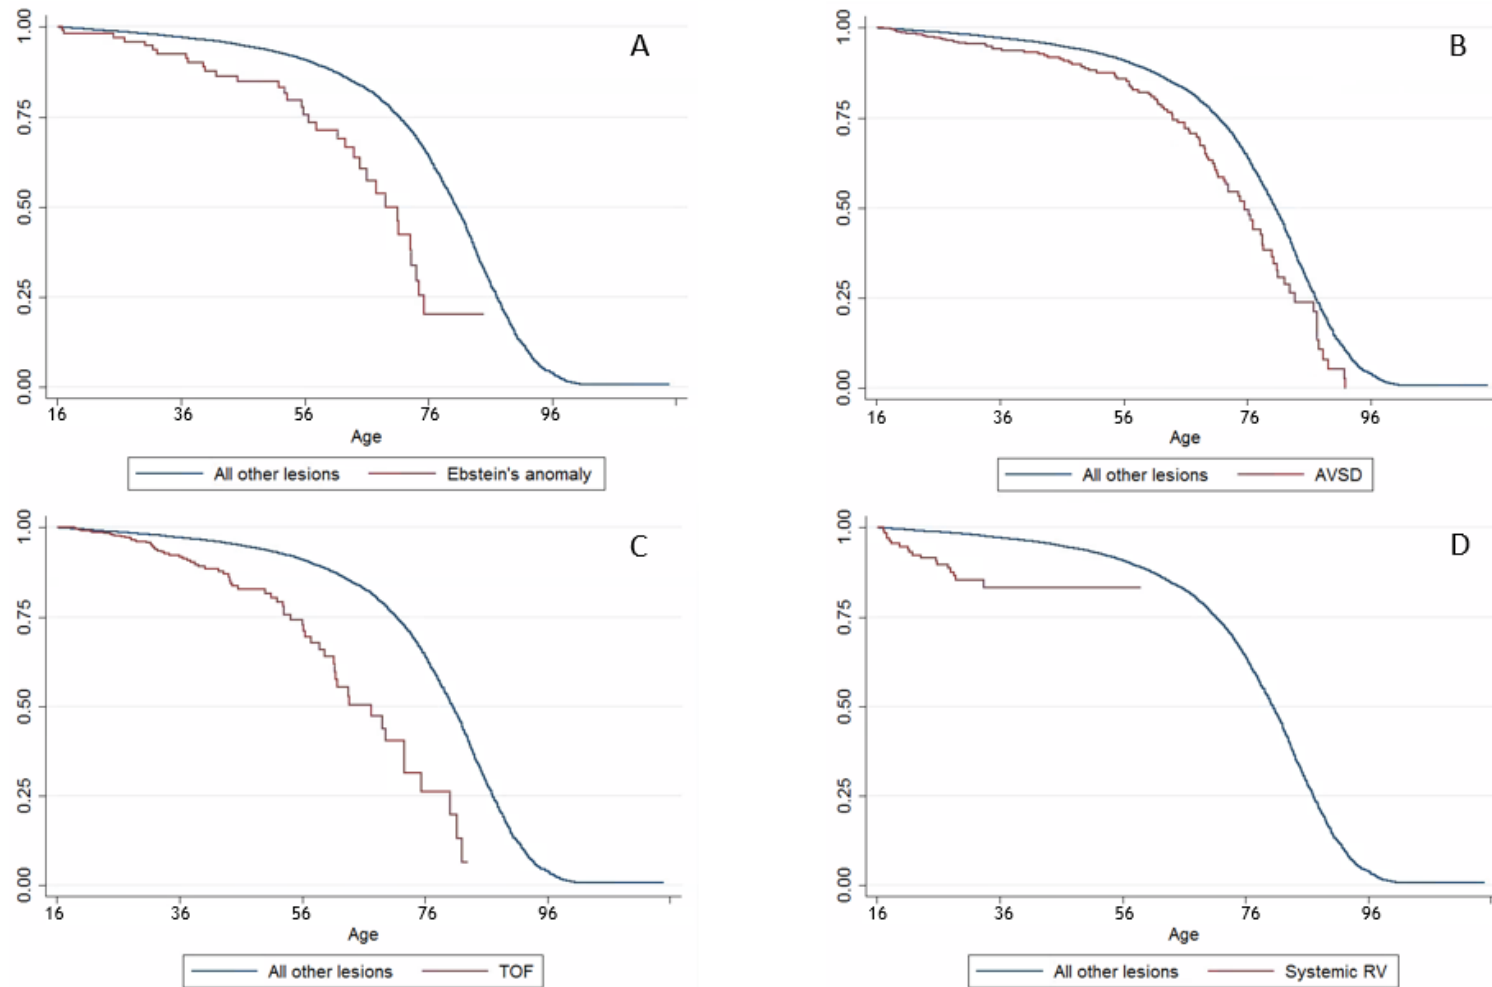 A
1.00
0.75
0.50
0.25
0.00
16 36 56 76 96
Age
All other lesions Ebstein's anomaly
B
1.00
0.75
0.50
0.25
0.00
16 36 56 76 96
Age
All other lesions AVSD
C
1.00
0.75
0.50
0.25
0.00
16 36 56 76 96
Age
All other lesions TOF
D
1.00
0.75
0.50
0.25
0.00
16 36 56 76 96
Age
All other lesions Systemic RV